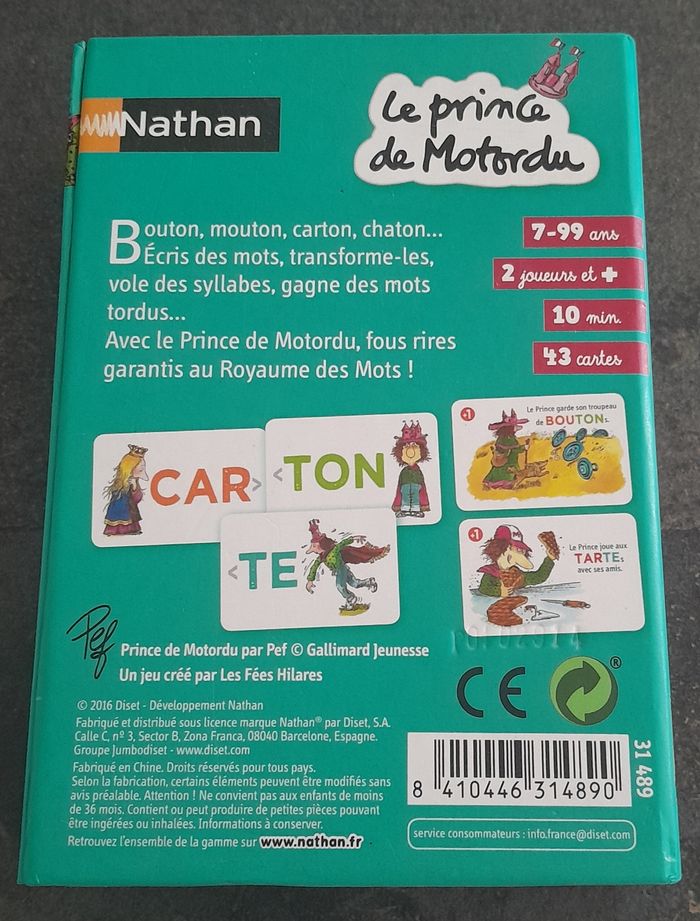 Nathan
Le prince
de Motordu
Bouton, mouton, carton, chaton...
Écris des mots, transforme-les,
vole des syllabes, gagne des mots
tordus...
Avec le Prince de Motordu, fous rires
garantis au Royaume des Mots !
7-99 ans
2 joueurs et +
10 min.
43 cartes
CAR>
<TON
<TE
+1
Le Prince garde son troupeau
de BOUTONs.
+1
Le Prince joue aux
TARTEs
avec ses amis.
Pef
Prince de Motordu par Pef © Gallimard Jeunesse
Un jeu créé par Les Fées Hilares
© 2016 Diset - Développement Nathan
Fabriqué et distribué sous licence marque Nathan® par Diset, S.A.
Calle C, nº 3, Sector B, Zona Franca, 08040 Barcelone, Espagne.
Groupe Jumbodiset - www.diset.com
Fabriqué en Chine. Droits réservés pour tous pays.
Selon la fabrication, certains éléments peuvent être modifiés sans
avis préalable. Attention ! Ne convient pas aux enfants de moins
de 36 mois. Contient ou peut produire de petites pièces pouvant
être ingérées ou inhalées. Informations à conserver.
Retrouvez l'ensemble de la gamme sur www.nathan.fr
CE
®
31 489
8 410446 314890
service consommateurs : info.france@diset.com